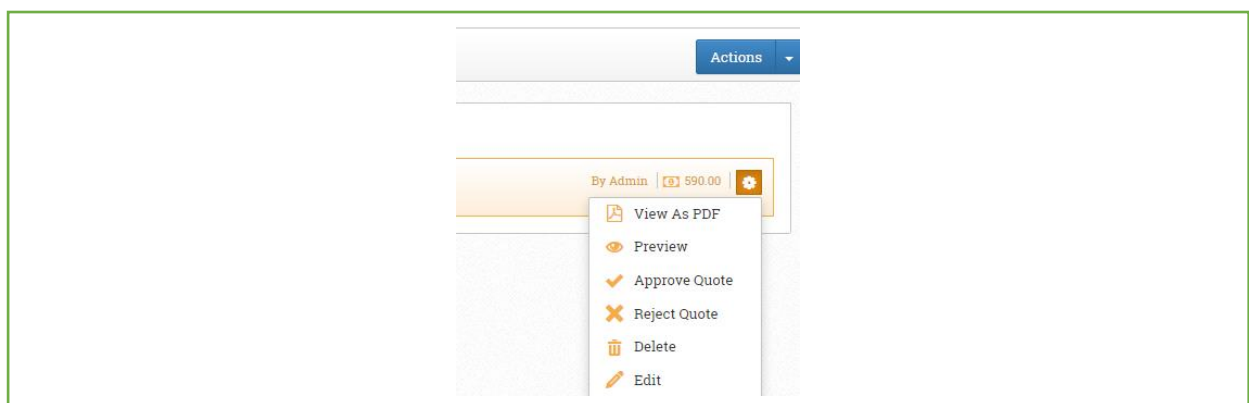 Actions
By Admin 590.00
View As PDF
Preview
Approve Quote
Reject Quote
Delete
Edit